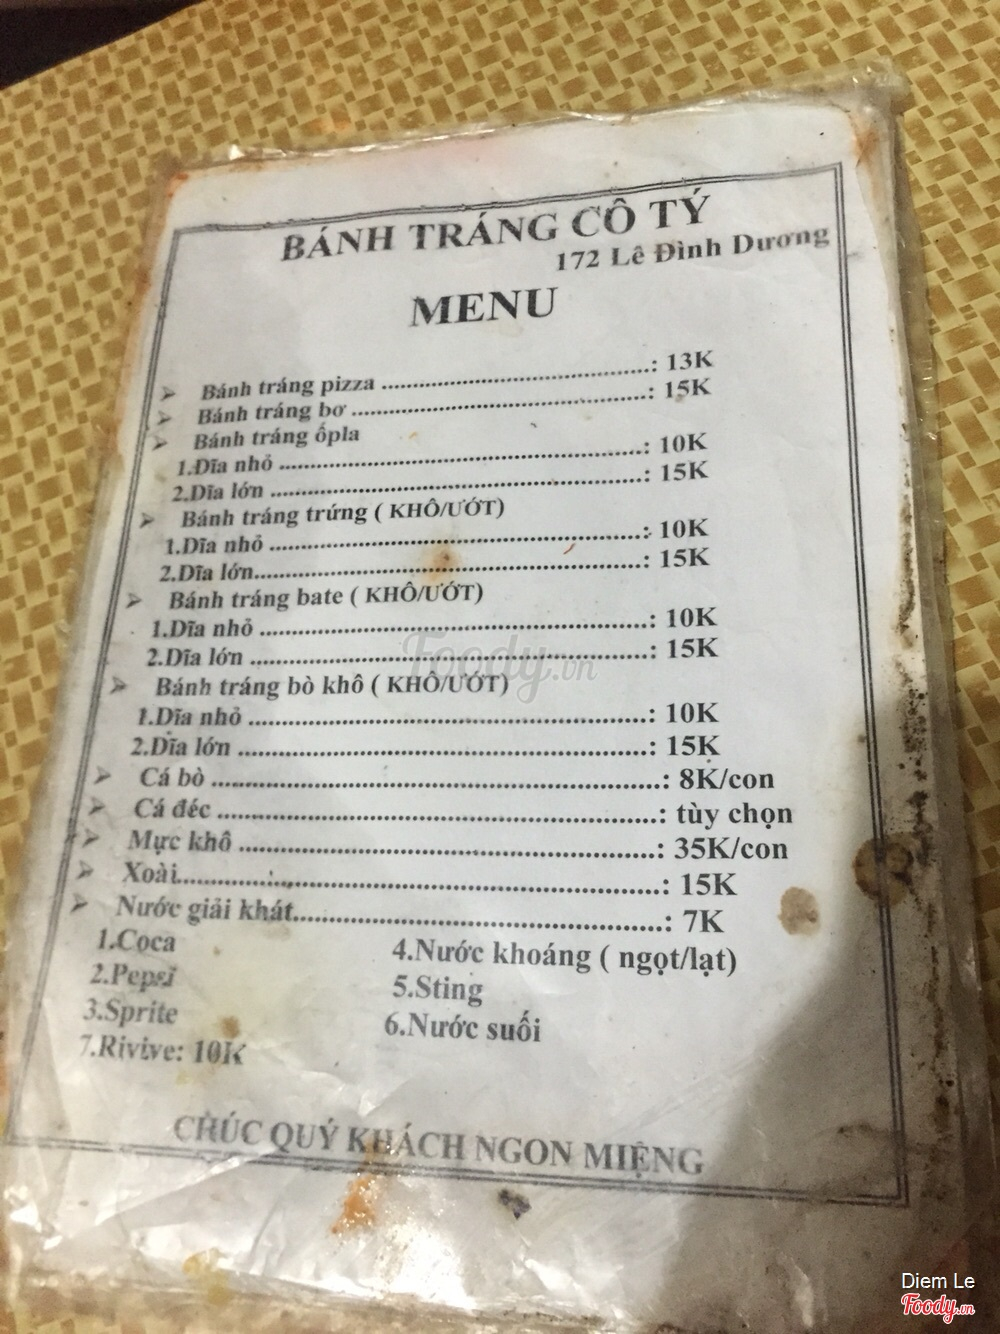 BÁNH TRÁNG CÔ TÝ
172 Lê Đình Dương
MENU
➢ Bánh tráng pizza ........................................: 13K
➢ Bánh tráng bơ ............................................: 15K
➢ Bánh tráng ốpla
1.Dĩa nhỏ ......................................................: 10K
2.Dĩa lớn .......................................................: 15K
➢ Bánh tráng trứng ( KHÔ/ƯỚT)
1.Dĩa nhỏ ......................................................: 10K
2.Dĩa lớn........................................................: 15K
➢ Bánh tráng bate ( KHÔ/ƯỚT)
1.Dĩa nhỏ ......................................................: 10K
2.Dĩa lớn .......................................................: 15K
➢ Bánh tráng bò khô ( KHÔ/ƯỚT)
1.Dĩa nhỏ ......................................................: 10K
2.Dĩa lớn .......................................................: 15K
➢ Cá bò ..........................................................: 8K/con
➢ Cá đéc .........................................................: tùy chọn
➢ Mực khô ......................................................: 35K/con
➢ Xoài..............................................................: 15K
➢ Nước giải khát..............................................: 7K
1.Coca
2.Pepsi
3.Sprite
7.Rivive: 10K
4.Nước khoáng ( ngọt/lạt)
5.Sting
6.Nước suối
CHÚC QUÝ KHÁCH NGON MIỆNG
Foody.vn
Diem Le
Foody.vn